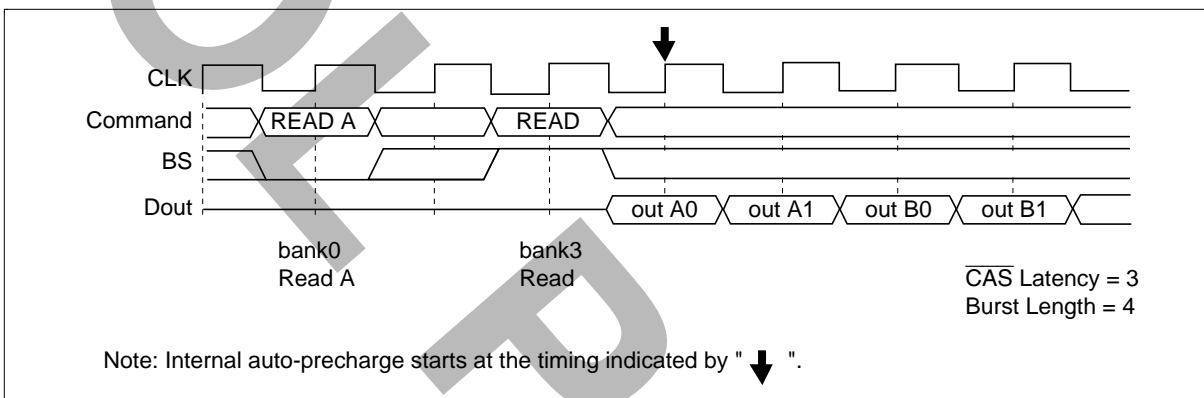 CLK
Command READ A READ
BS
Dout out A0 out A1 out B0 out B1
bank0 bank3
Read A Read
CAS Latency = 3
Burst Length = 4
Note: Internal auto-precharge starts at the timing indicated by " ".